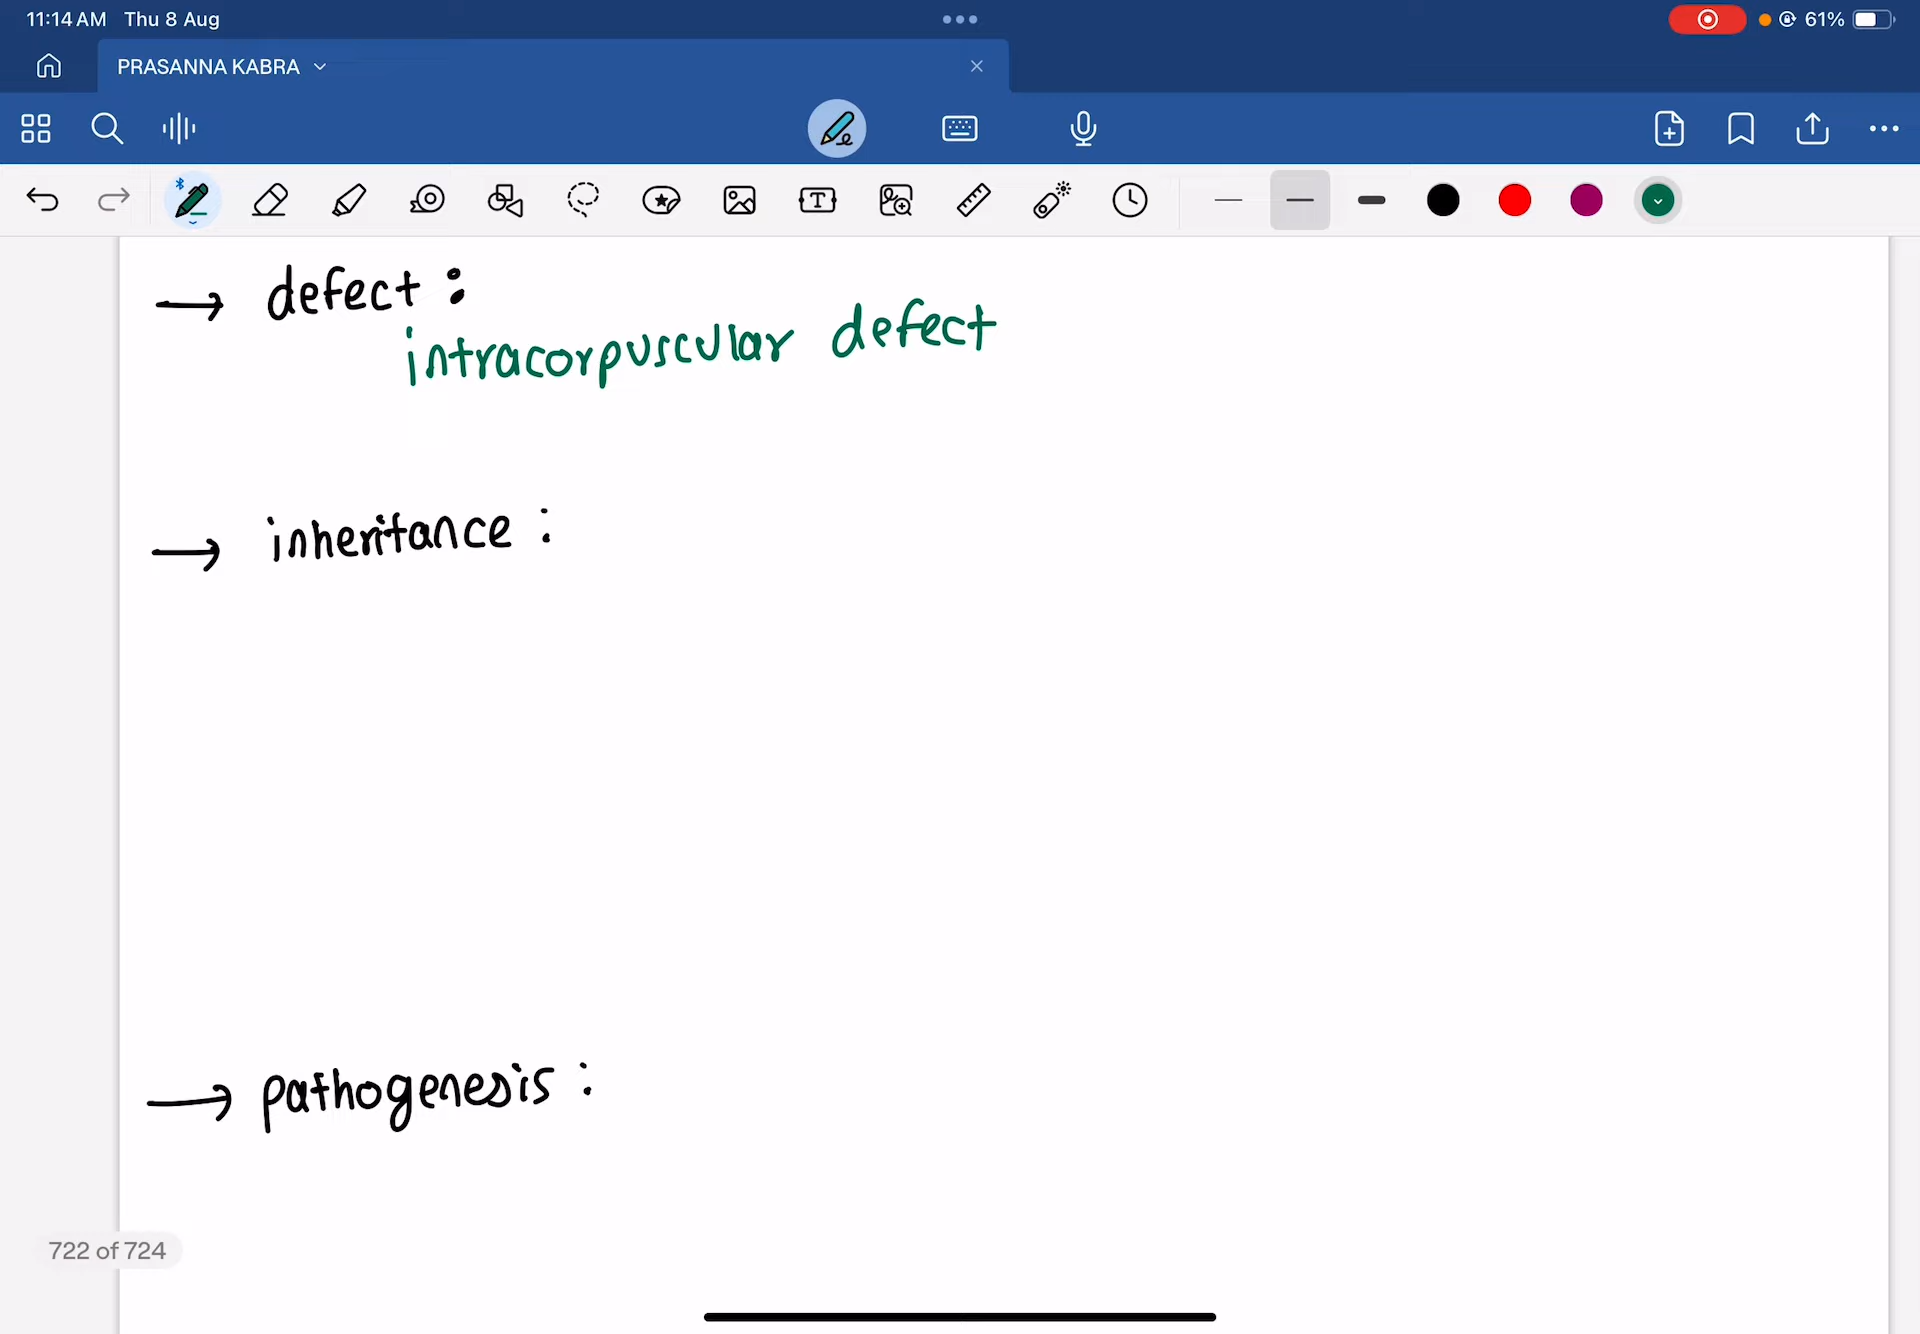 11:14 AM Thu 8 Aug
61%
PRASANNA KABRA
→ defect :
intracorpuscular defect
→ inheritance :
→ pathogenesis :
722 of 724